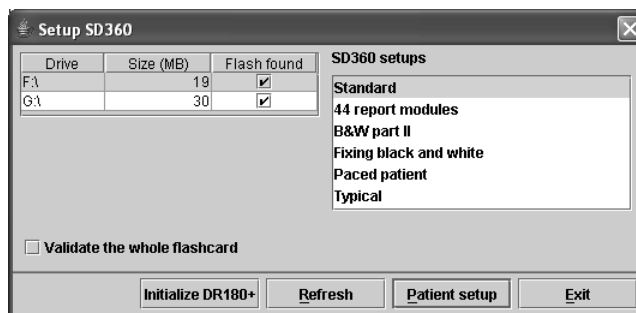 Setup SD360
Drive Size (MB) Flash found
F:\ 19
G:\ 30
SD360 setups
Standard
44 report modules
B&W part II
Fixing black and white
Paced patient
Typical
Validate the whole flashcard
Initialize DR180+ Refresh Patient setup Exit